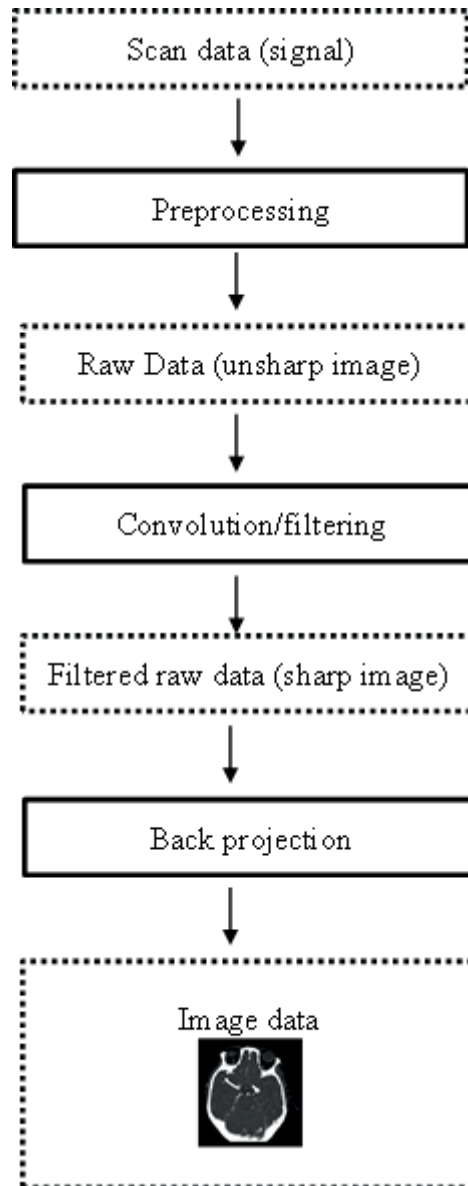 Scan data (signal)
Preprocessing
Raw Data (unsharp image)
Convolution/filtering
Filtered raw data (sharp image)
Back projection
Image data